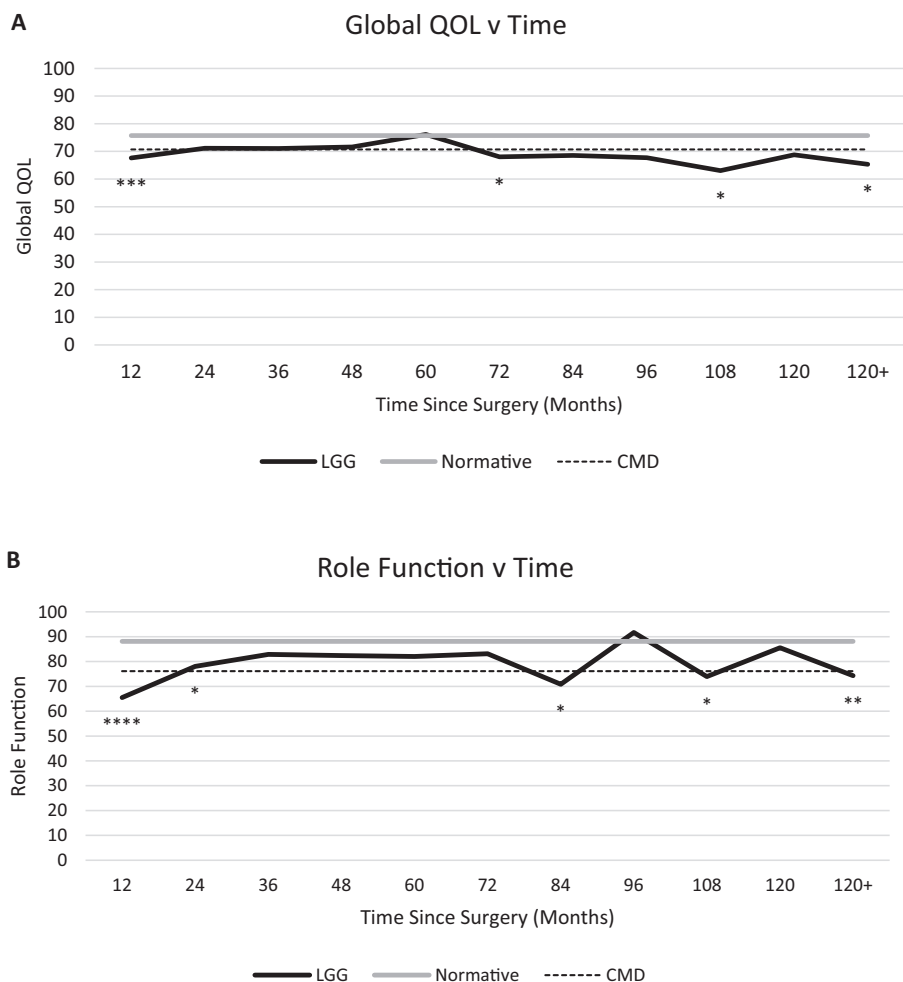 A
Global QOL v Time
100
90
80
70
60
50
40
30
20
10
0
Global QOL
***
*
*
*
12 24 36 48 60 72 84 96 108 120 120+
Time Since Surgery (Months)
LGG Normative CMD
B
Role Function v Time
100
90
80
70
60
50
40
30
20
10
0
Role Function
****
*
*
*
**
12 24 36 48 60 72 84 96 108 120 120+
Time Since Surgery (Months)
LGG Normative CMD